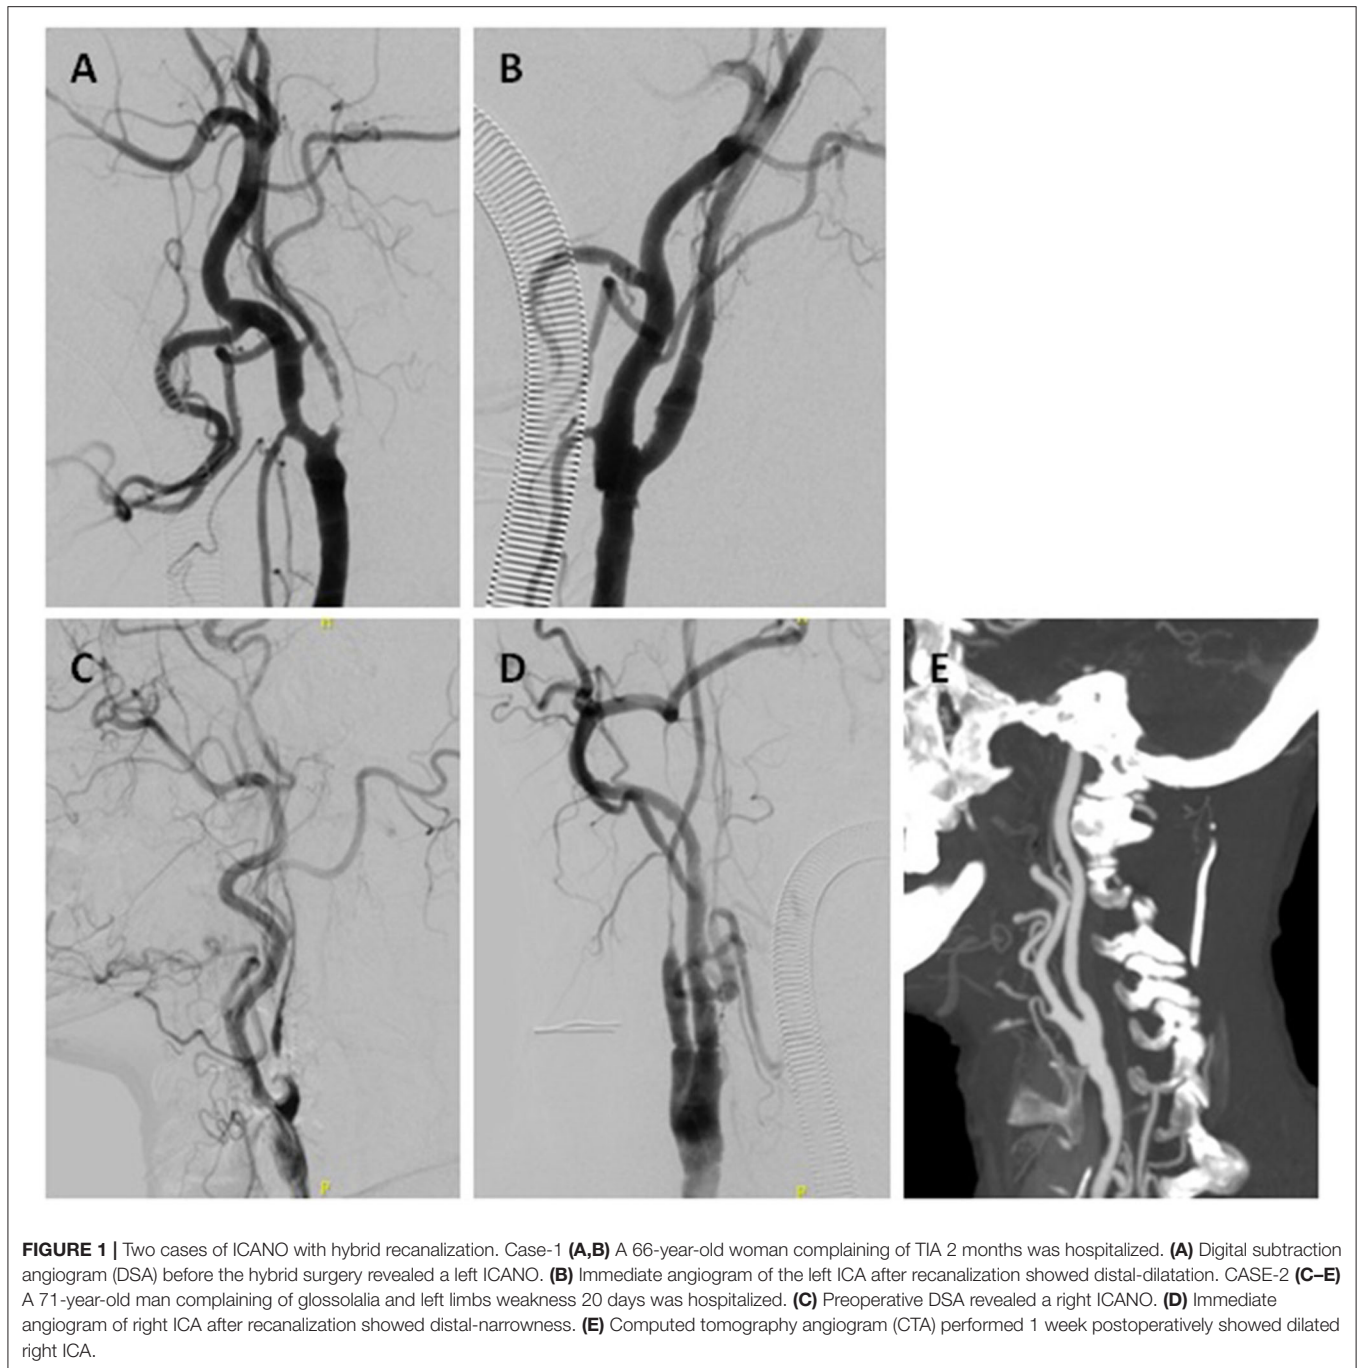 A
B
C
D
E
P
P
FIGURE 1 | Two cases of ICANO with hybrid recanalization. Case-1 (A,B) A 66-year-old woman complaining of TIA 2 months was hospitalized. (A) Digital subtraction
angiogram (DSA) before the hybrid surgery revealed a left ICANO. (B) Immediate angiogram of the left ICA after recanalization showed distal-dilatation. CASE-2 (C–E)
A 71-year-old man complaining of glossolalia and left limbs weakness 20 days was hospitalized. (C) Preoperative DSA revealed a right ICANO. (D) Immediate
angiogram of right ICA after recanalization showed distal-narrowness. (E) Computed tomography angiogram (CTA) performed 1 week postoperatively showed dilated
right ICA.